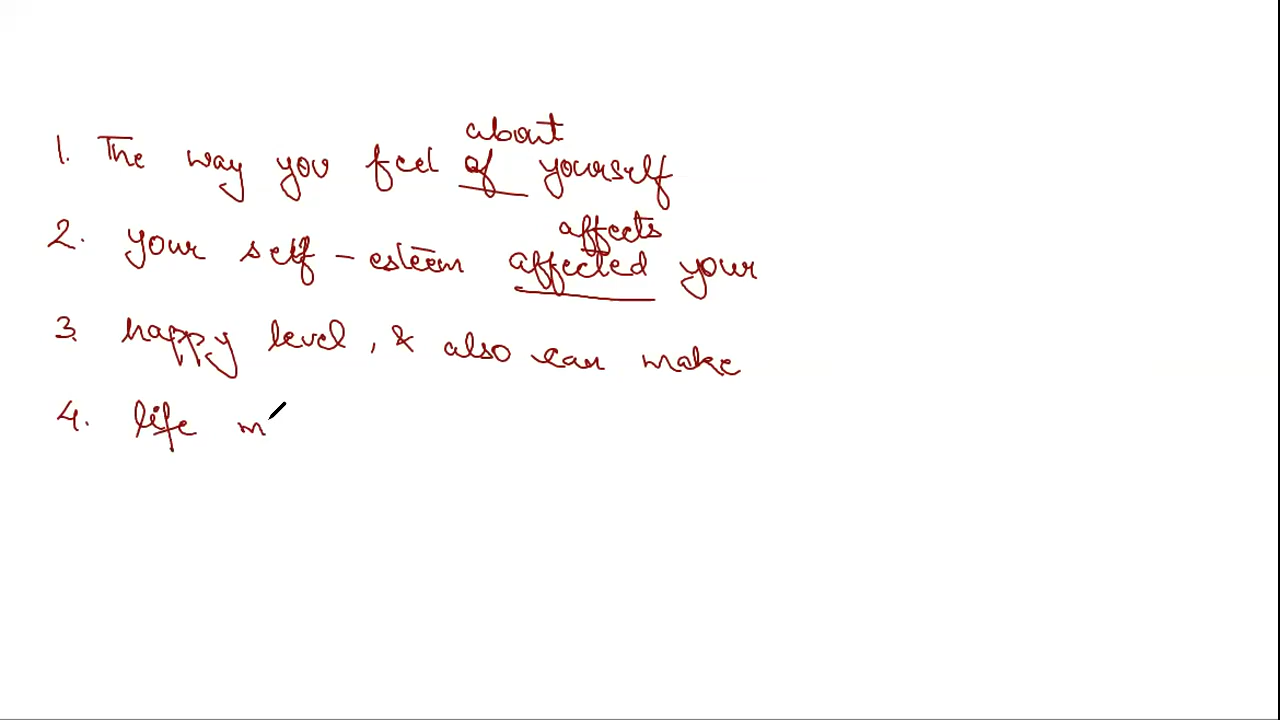 about
1. The way you feel of yourself
affects
2. your self - esteem affected your
3. happy level, & also can make
4. life m